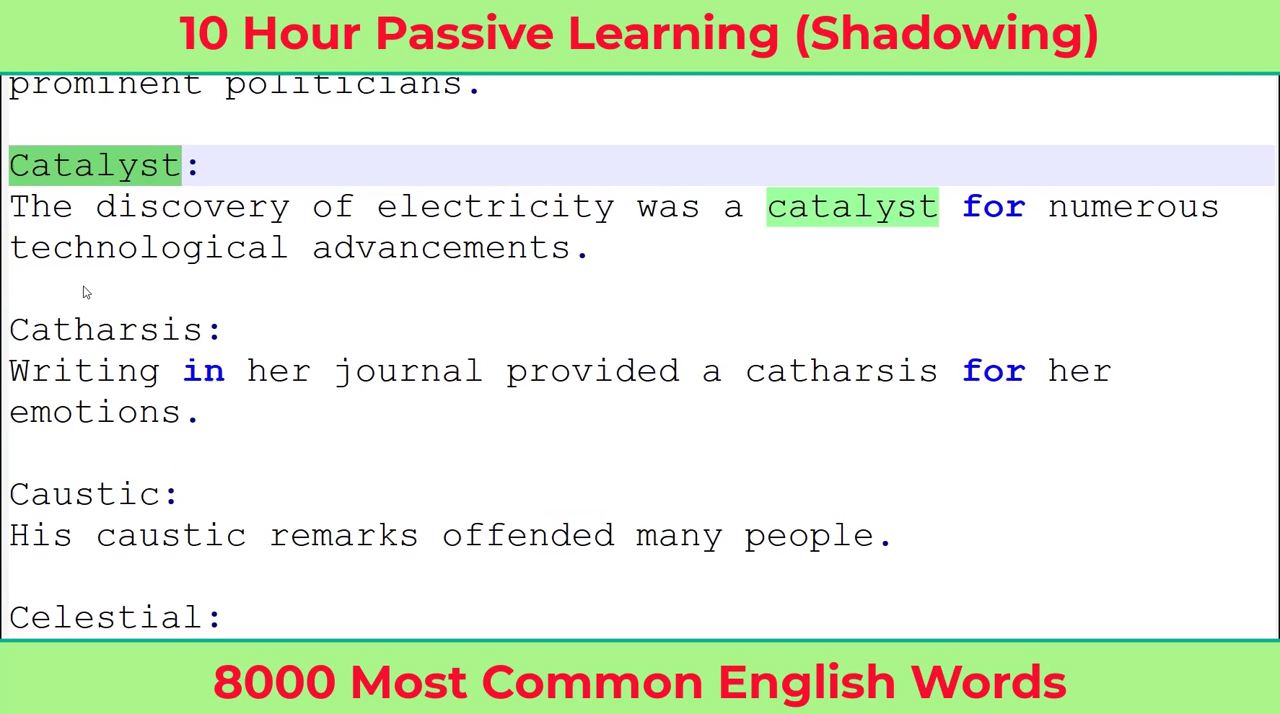 10 Hour Passive Learning (Shadowing)
prominent politicians.
Catalyst:
The discovery of electricity was a catalyst for numerous
technological advancements.
Catharsis:
Writing in her journal provided a catharsis for her
emotions.
Caustic:
His caustic remarks offended many people.
Celestial:
8000 Most Common English Words